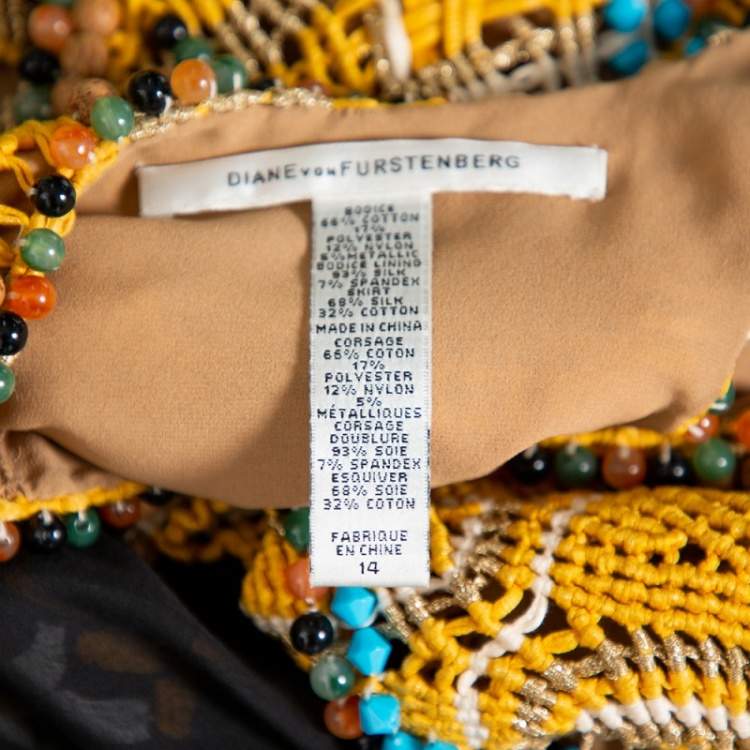 DIANE von FURSTENBERG
BODICE
66% COTTON
17%
POLYESTER
12% NYLON
5% METALLIC
BODICE LINING
93% SILK
7% SPANDEX
SKIRT
68% SILK
32% COTTON
MADE IN CHINA
CORSAGE
66% COTON
17%
POLYESTER
12% NYLON
5%
MÉTALLIQUES
CORSAGE
DOUBLURE
93% SOIE
7% SPANDEX
ESQUIVER
68% SOIE
32% COTON
FABRIQUE
EN CHINE
14